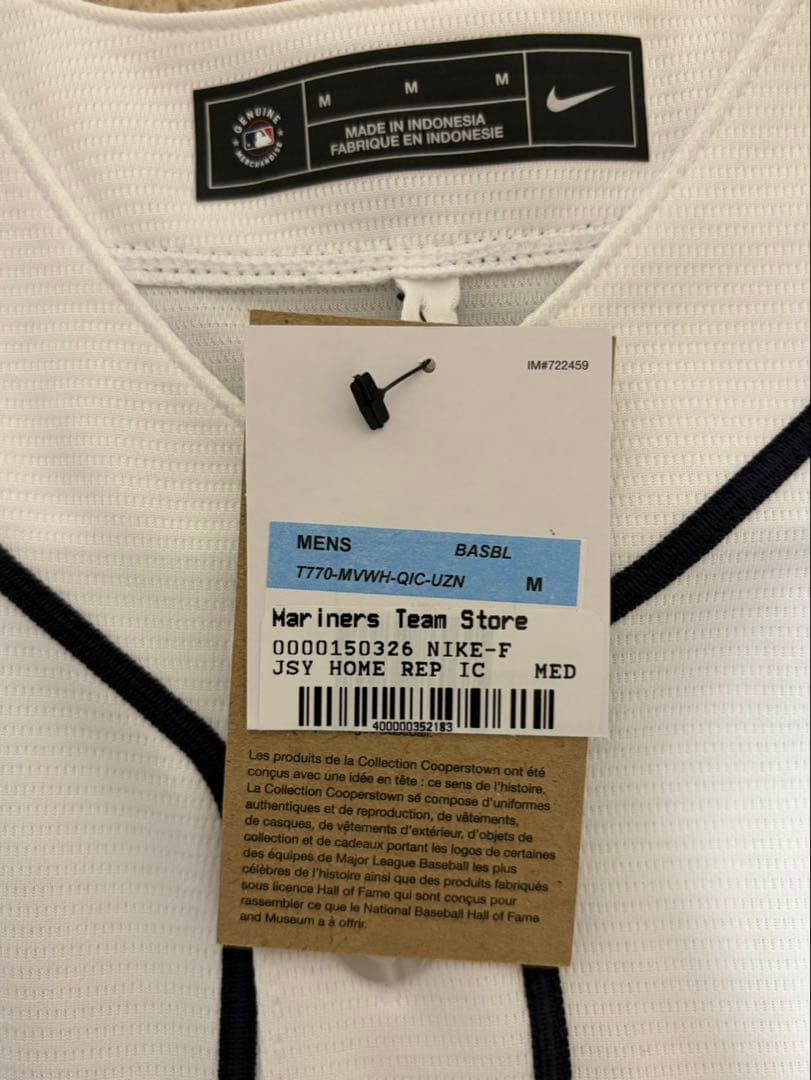 GENUINE
MERCHANDISE
M M M
MADE IN INDONESIA
FABRIQUE EN INDONESIE
IM#722459
MENS BASBL
T770-MVWH-QIC-UZN M
Mariners Team Store
0000150326 NIKE-F
JSY HOME REP IC MED
400000352183
Les produits de la Collection Cooperstown ont été
conçus avec une idée en tête : ce sens de l'histoire.
La Collection Cooperstown se compose d'uniformes
authentiques et de reproduction, de vêtements,
de casques, de vêtements d'extérieur, d'objets de
collection et de cadeaux portant les logos de certaines
des équipes de Major League Baseball les plus
célèbres de l'histoire ainsi que des produits fabriqués
sous licence Hall of Fame qui sont conçus pour
rassembler ce que le National Baseball Hall of Fame
and Museum a à offrir.